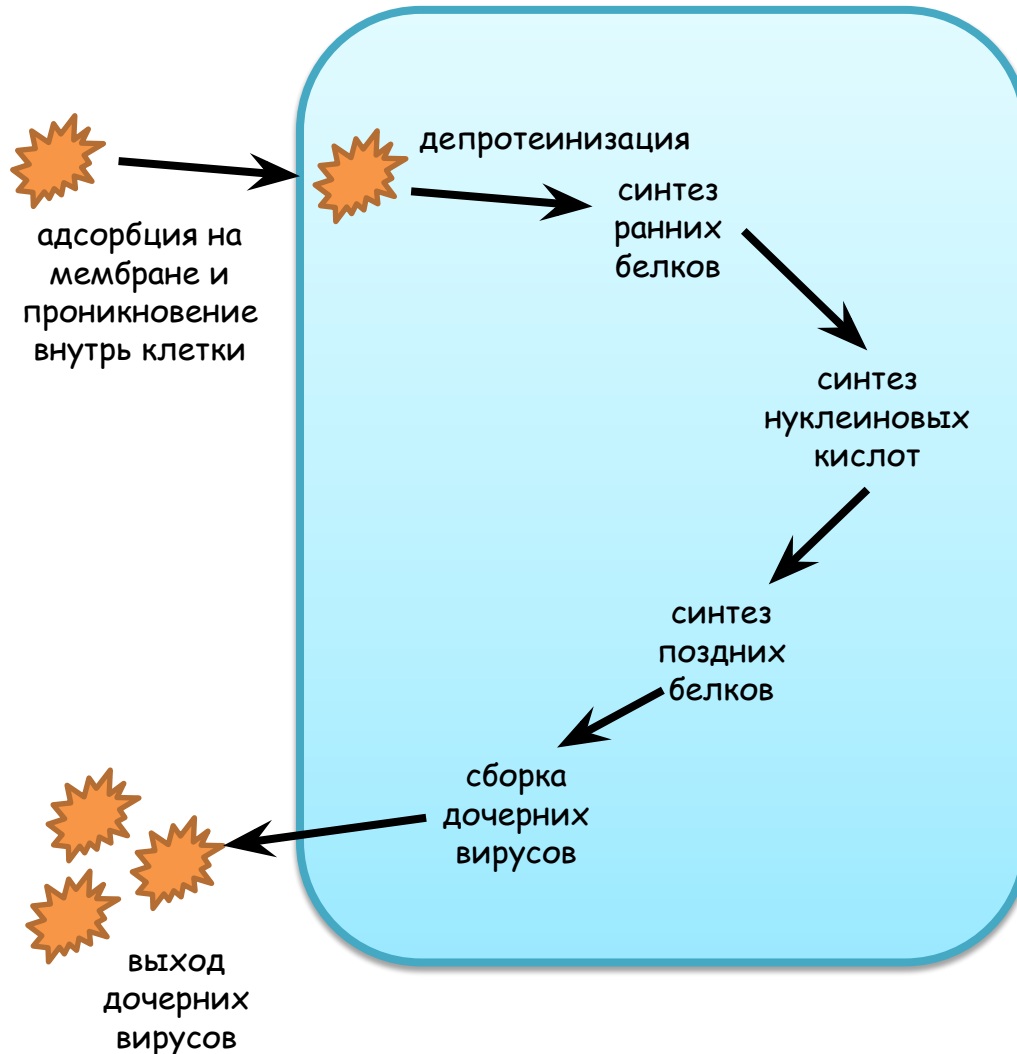 депротеинизация
адсорбция на
мембране и
проникновение
внутрь клетки
синтез
ранних
белков
синтез
нуклеиновых
кислот
синтез
поздних
белков
сборка
дочерних
вирусов
выход
дочерних
вирусов